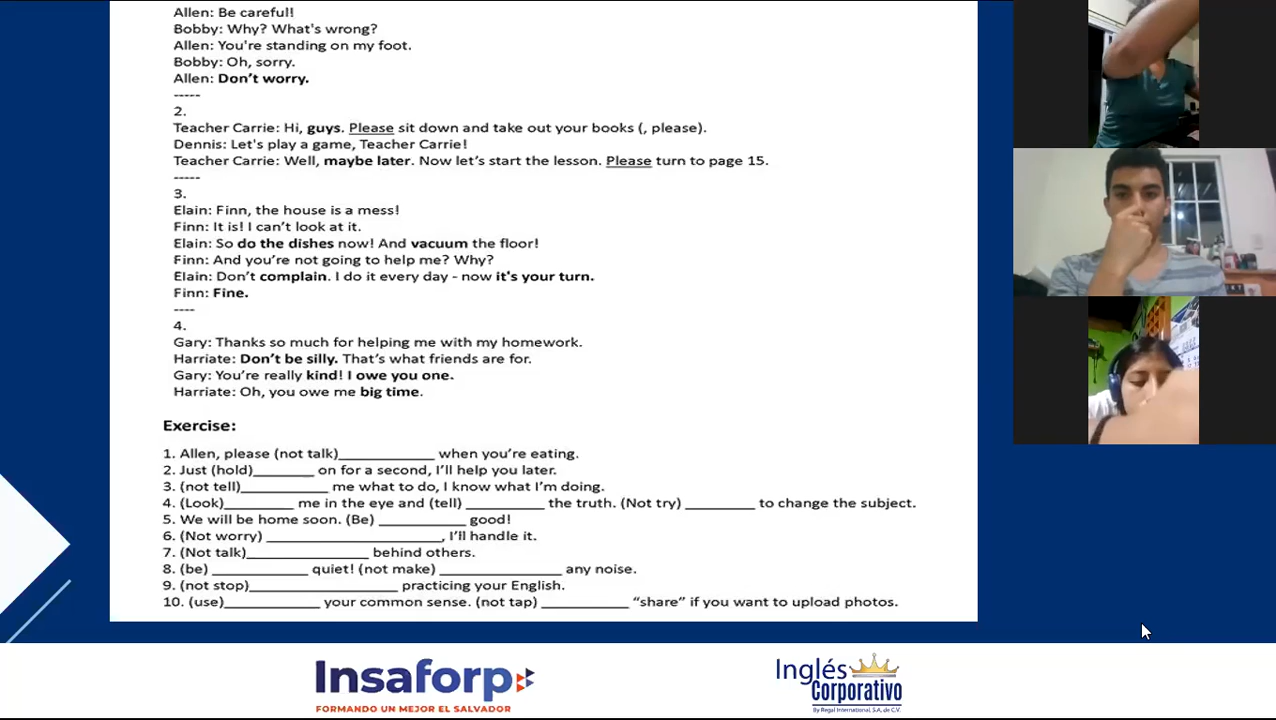 Allen: Be careful!
Bobby: Why? What's wrong?
Allen: You're standing on my foot.
Bobby: Oh, sorry.
Allen: Don't worry.
-----
2.
Teacher Carrie: Hi, guys. Please sit down and take out your books (, please).
Dennis: Let's play a game, Teacher Carrie!
Teacher Carrie: Well, maybe later. Now let's start the lesson. Please turn to page 15.
-----
3.
Elain: Finn, the house is a mess!
Finn: It is! I can't look at it.
Elain: So do the dishes now! And vacuum the floor!
Finn: And you're not going to help me? Why?
Elain: Don't complain. I do it every day - now it's your turn.
Finn: Fine.
----
4.
Gary: Thanks so much for helping me with my homework.
Harriate: Don't be silly. That's what friends are for.
Gary: You're really kind! I owe you one.
Harriate: Oh, you owe me big time.
Exercise:
1. Allen, please (not talk)____________ when you're eating.
2. Just (hold)________ on for a second, I'll help you later.
3. (not tell)___________ me what to do, I know what I'm doing.
4. (Look)_________ me in the eye and (tell) __________ the truth. (Not try) _________ to change the subject.
5. We will be home soon. (Be) ___________ good!
6. (Not worry) ______________________, I'll handle it.
7. (Not talk)_______________ behind others.
8. (be) ____________ quiet! (not make) _______________ any noise.
9. (not stop)___________________ practicing your English.
10. (use)____________ your common sense. (not tap) ___________ "share" if you want to upload photos.
Insaforp
FORMANDO UN MEJOR EL SALVADOR
Inglés
Corporativo
By Regal International, S.A. de C.V.